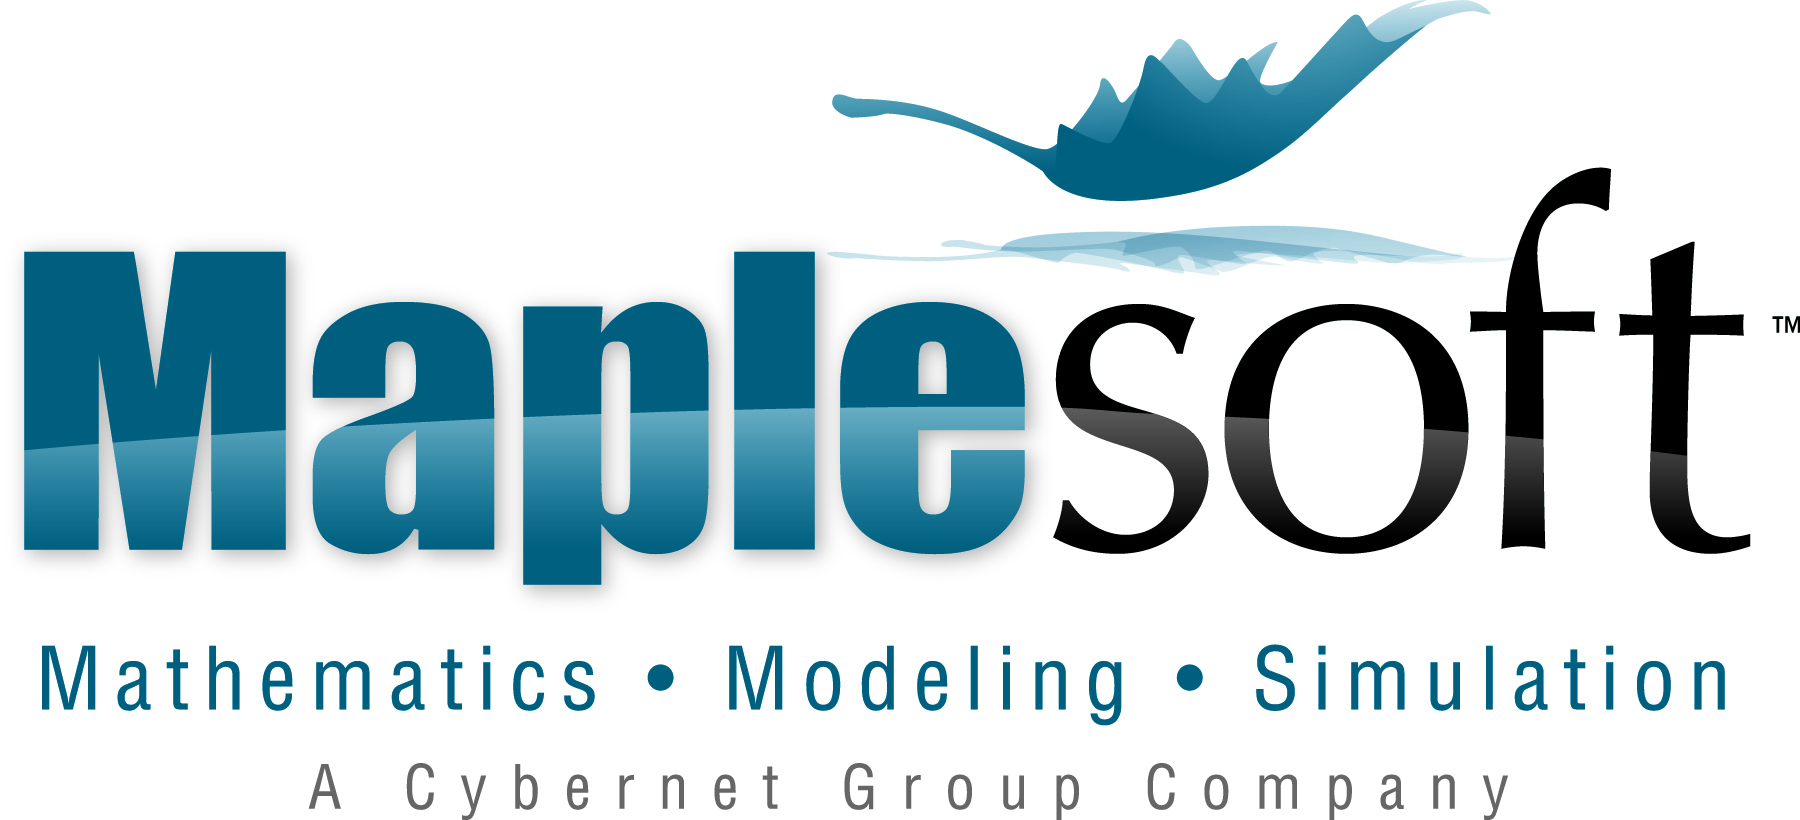 Maplesoft™
Mathematics • Modeling • Simulation
A Cybernet Group Company